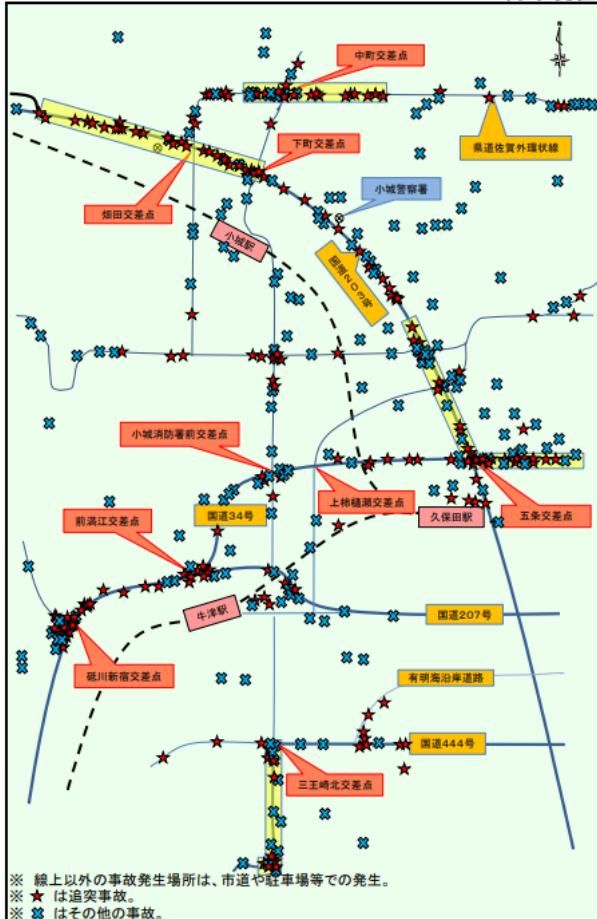 N
中町交差点
下町交差点
県道佐賀外環状線
小城警察署
畑田交差点
小城駅
国道203号
小城消防署前交差点
上柿樋瀬交差点
久保田駅
五条交差点
国道34号
前満江交差点
牛津駅
国道207号
砥川新宿交差点
有明海沿岸道路
国道444号
三王崎北交差点
※ 線上以外の事故発生場所は、市道や駐車場等での発生。
※ ★ は追突事故。
※ ✖ はその他の事故。